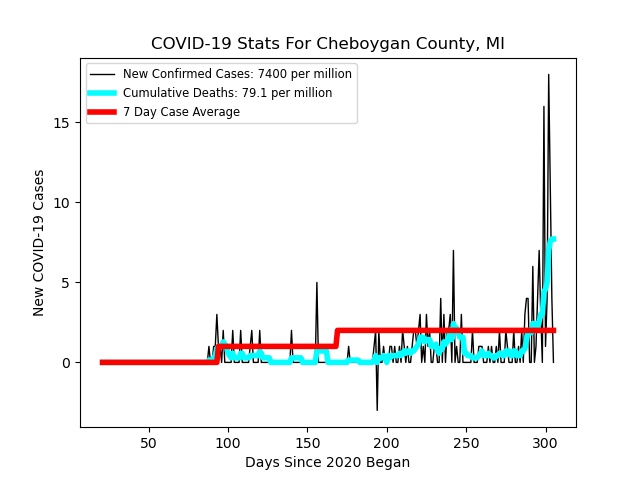 COVID-19 Stats For Cheboygan County, MI
New Confirmed Cases: 7400 per million
Cumulative Deaths: 79.1 per million
7 Day Case Average
New COVID-19 Cases
15
10
5
0
50 100 150 200 250 300
Days Since 2020 Began